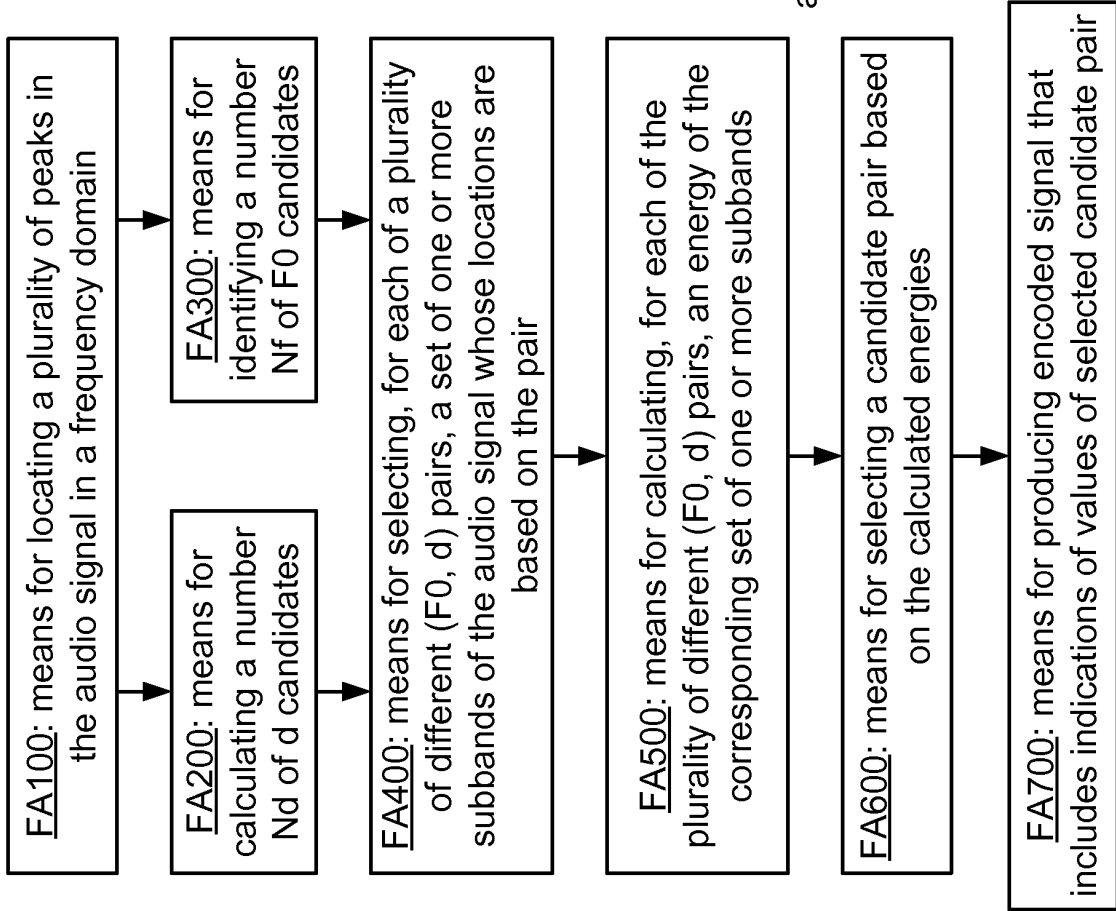 FA100: means for locating a plurality of peaks in
the audio signal in a frequency domain
FA200: means for
calculating a number
Nd of d candidates
FA300: means for
identifying a number
Nf of F0 candidates
FA400: means for selecting, for each of a plurality
of different (F0, d) pairs, a set of one or more
subbands of the audio signal whose locations are
based on the pair
FA500: means for calculating, for each of the
plurality of different (F0, d) pairs, an energy of the
corresponding set of one or more subbands
FA600: means for selecting a candidate pair based
on the calculated energies
FA700: means for producing encoded signal that
includes indications of values of selected candidate pair